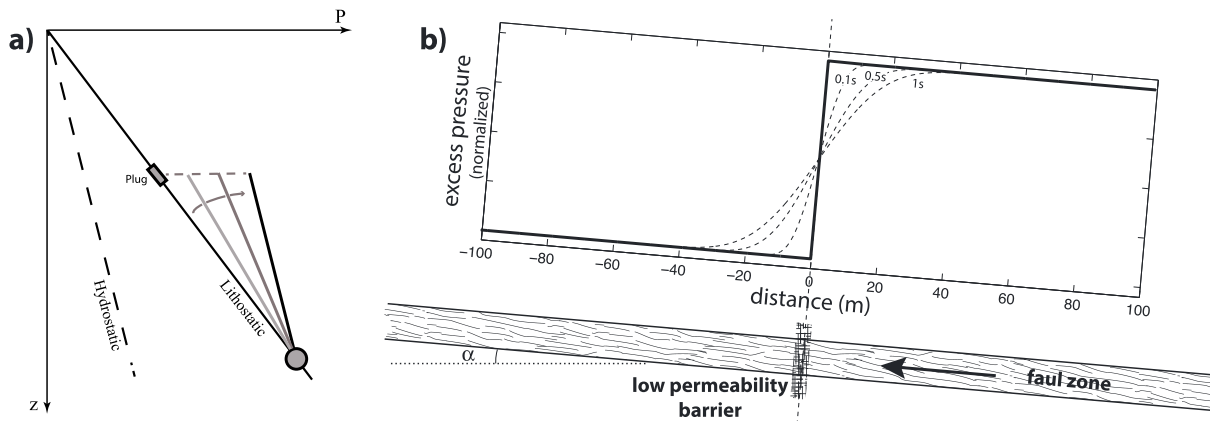 a)
P
Plug
Hydrostatic
Lithostatic
z
b)
excess pressure
(normalized)
0.1s
0.5s
1s
−100
−80
−60
−40
−20
0
20
40
60
80
100
distance (m)
α
low permeability
barrier
faul zone